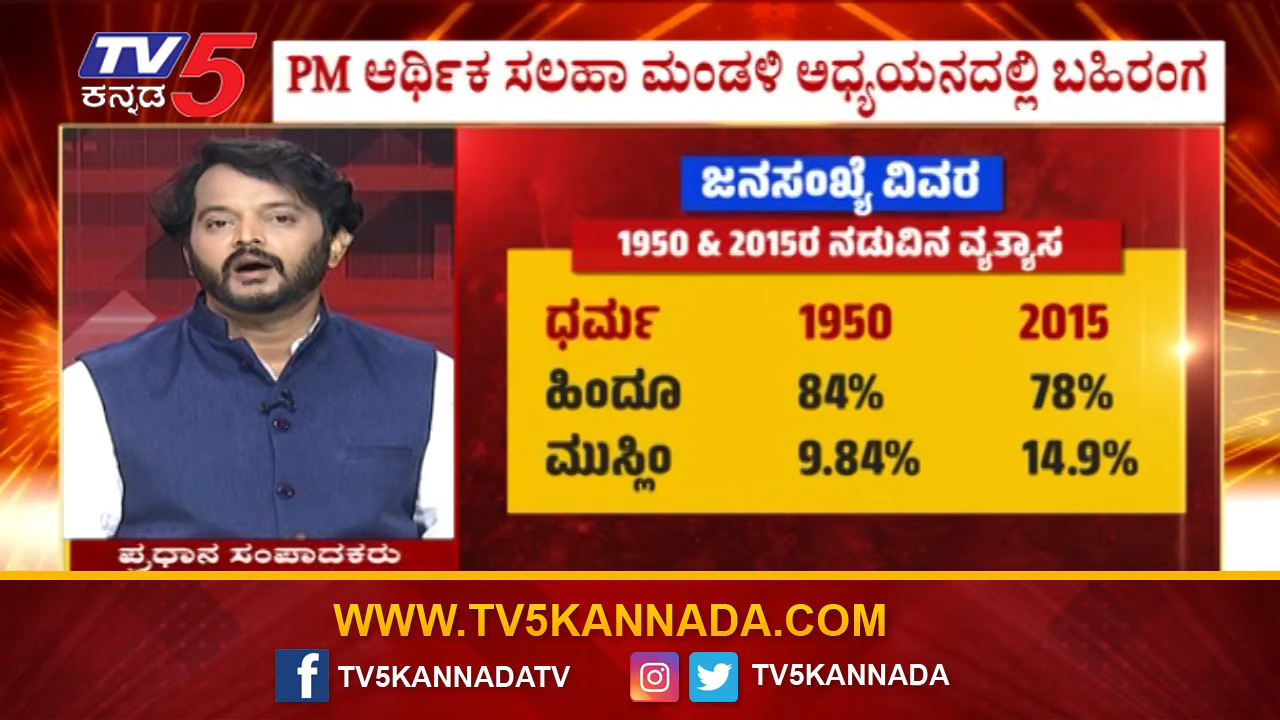 TV5
ಕನ್ನಡ
PM ಆರ್ಥಿಕ ಸಲಹಾ ಮಂಡಳಿ ಅಧ್ಯಯನದಲ್ಲಿ ಬಹಿರಂಗ
ಜನಸಂಖ್ಯೆ ವಿವರ
1950 & 2015ರ ನಡುವಿನ ವ್ಯತ್ಯಾಸ
ಧರ್ಮ 1950 2015
ಹಿಂದೂ 84% 78%
ಮುಸ್ಲಿಂ 9.84% 14.9%
ಪ್ರಧಾನ ಸಂಪಾದಕರು
WWW.TV5KANNADA.COM
TV5KANNADATV TV5KANNADA